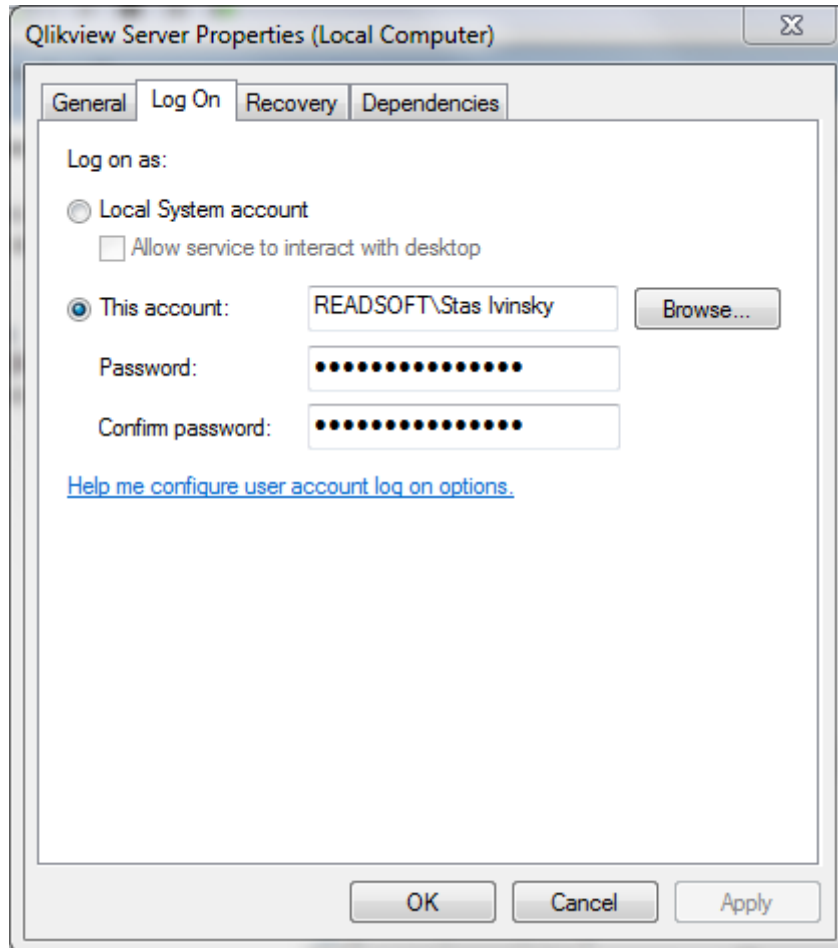 Qlikview Server Properties (Local Computer)
General Log On Recovery Dependencies
Log on as:
Local System account
Allow service to interact with desktop
This account: READSOFT\Stas Ivinsky Browse...
Password: •••••••••••••••
Confirm password: •••••••••••••••
Help me configure user account log on options.
OK Cancel Apply